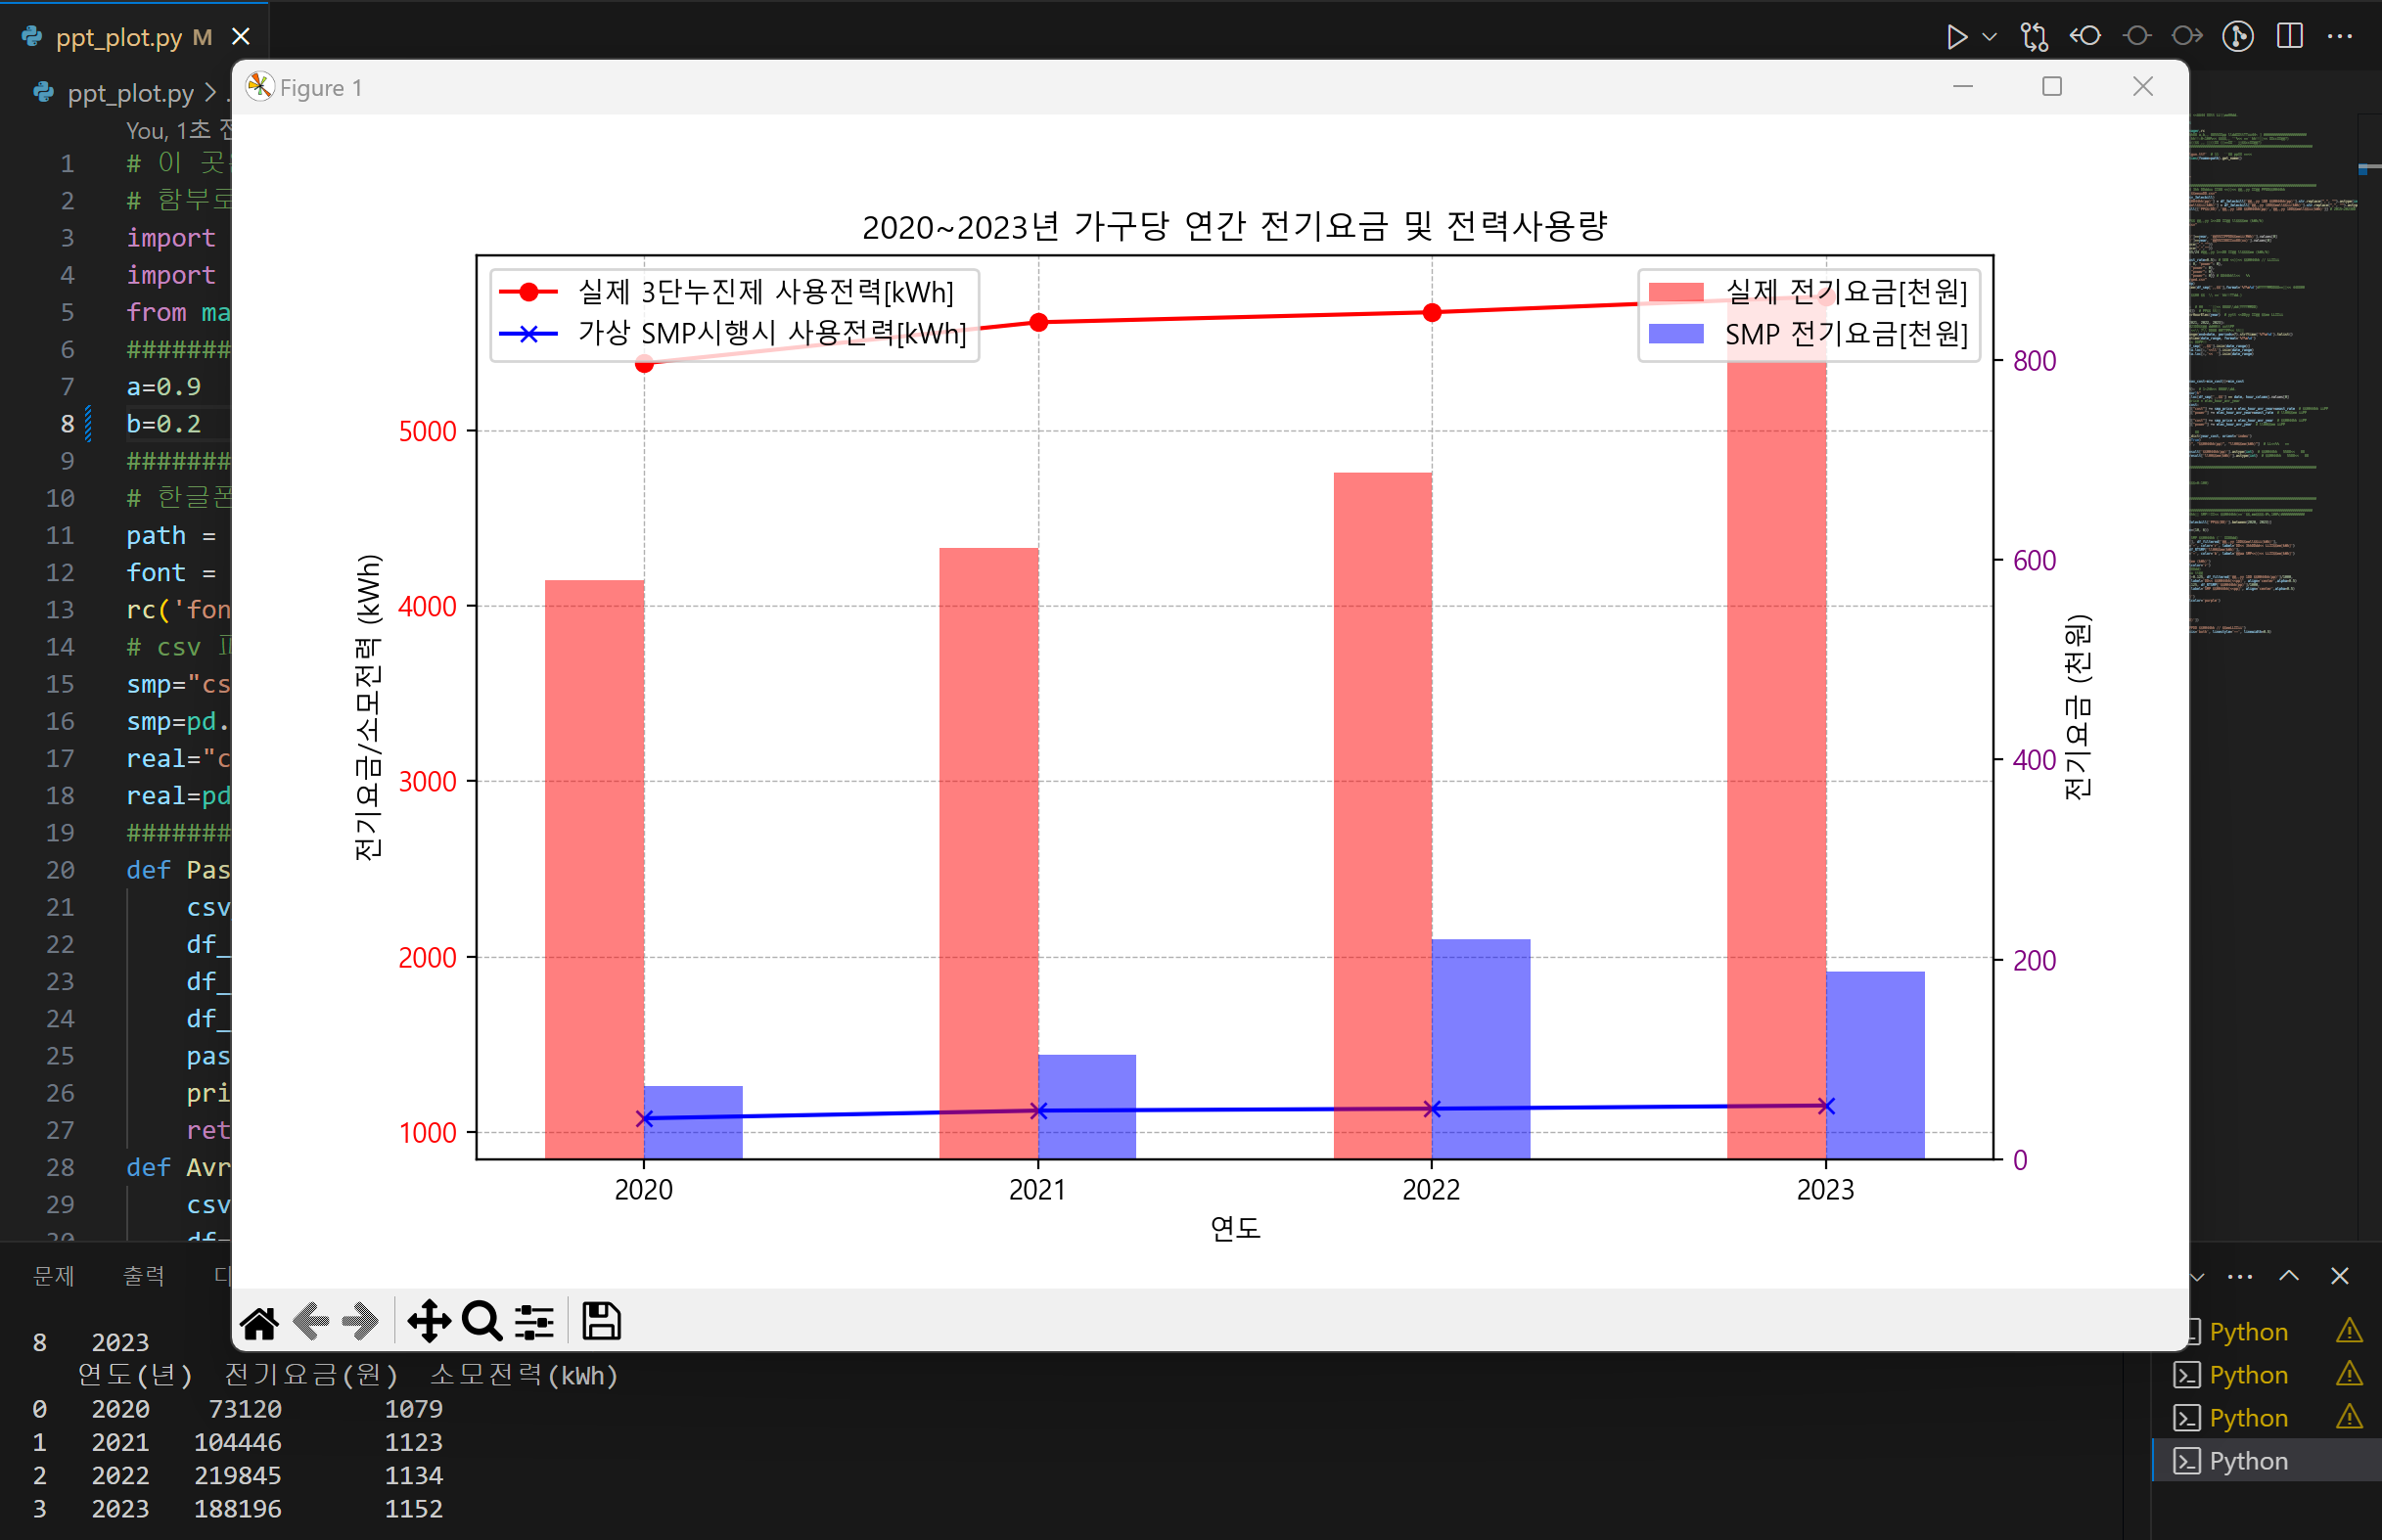 ppt_plot.py M
ppt_plot.py
Figure 1
You, 1초 전
1 # 이 곳
2 # 함부로
3 import
4 import
5 from ma
6 #######
7 a=0.9
8 b=0.2
9 #######
10 # 한글폰
11 path =
12 font =
13 rc('fon
14 # csv 파
15 smp="cs
16 smp=pd.
17 real="c
18 real=pd
19 #######
20 def Pas
21 csv
22 df_
23 df_
24 df_
25 pas
26 pri
27 ret
28 def Avr
29 csv
30 df=
2020~2023년 가구당 연간 전기요금 및 전력사용량
실제 3단누진제 사용전력[kWh]
가상 SMP시행시 사용전력[kWh]
실제 전기요금[천원]
SMP 전기요금[천원]
5000
4000
3000
2000
1000
전기요금/소모전력 (kWh)
800
600
400
200
0
전기요금 (천원)
2020 2021 2022 2023
연도
문제 출력 디
8 2023
연도(년) 전기요금(원) 소모전력(kWh)
0 2020 73120 1079
1 2021 104446 1123
2 2022 219845 1134
3 2023 188196 1152
Python
Python
Python
Python